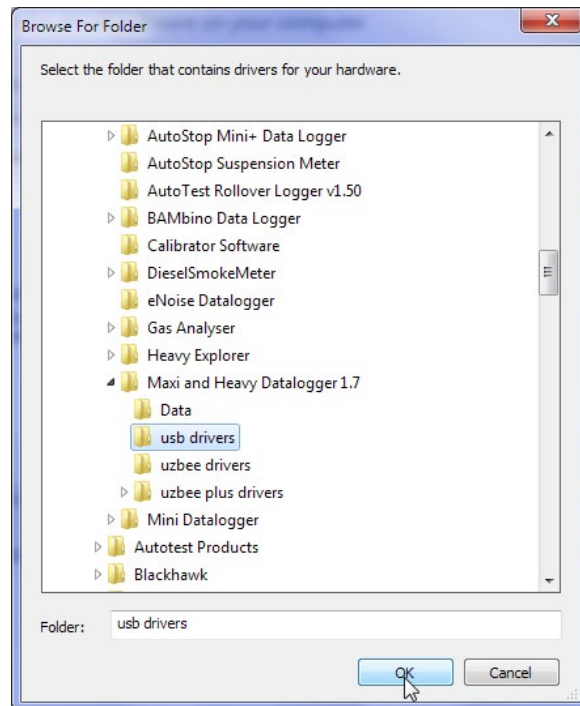 Browse For Folder
Select the folder that contains drivers for your hardware.
AutoStop Mini+ Data Logger
AutoStop Suspension Meter
AutoTest Rollover Logger v1.50
BAMbino Data Logger
Calibrator Software
DieselSmokeMeter
eNoise Datalogger
Gas Analyser
Heavy Explorer
Maxi and Heavy Datalogger 1.7
Data
usb drivers
uzbee drivers
uzbee plus drivers
Mini Datalogger
Autotest Products
Blackhawk
Folder: usb drivers
OK Cancel